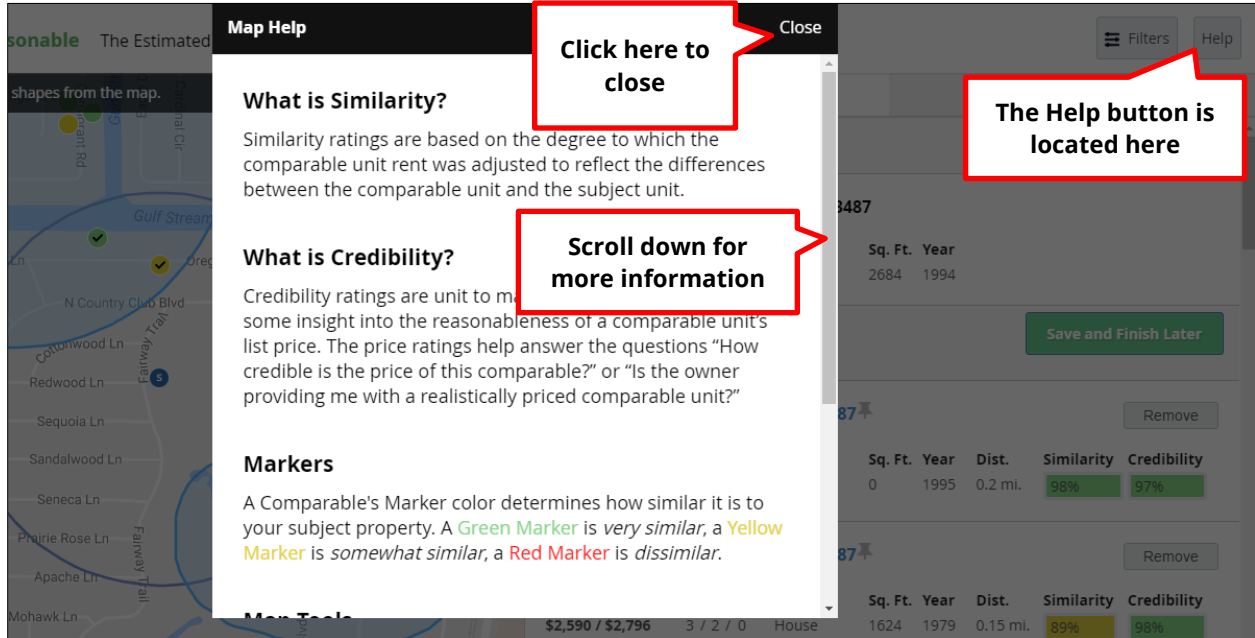 sonable The Estimated
Map Help
Close
Click here to
close
Filters
Help
The Help button is
located here
shapes from the map.
What is Similarity?
Similarity ratings are based on the degree to which the
comparable unit rent was adjusted to reflect the differences
between the comparable unit and the subject unit.
Scroll down for
more information
What is Credibility?
Credibility ratings are unit to ma
some insight into the reasonableness of a comparable unit's
list price. The price ratings help answer the questions “How
credible is the price of this comparable?” or “Is the owner
providing me with a realistically priced comparable unit?”
Markers
A Comparable's Marker color determines how similar it is to
your subject property. A Green Marker is very similar, a Yellow
Marker is somewhat similar, a Red Marker is dissimilar.
Map Tools
Cardinal Cir
Gulf Stream
Ln
Oreg
N Country Club Blvd
Cottonwood Ln
Fairway Trail
Redwood Ln
S
Sequoia Ln
Sandalwood Ln
Seneca Ln
Prairie Rose Ln
Fairway Trail
Apache Ln
Mohawk Ln
3487
Sq. Ft. Year
2684 1994
Save and Finish Later
87
Remove
Sq. Ft. Year Dist. Similarity Credibility
0 1995 0.2 mi. 98% 97%
87
Remove
Sq. Ft. Year Dist. Similarity Credibility
$2,590 / $2,796 3 / 2 / 0 House 1624 1979 0.15 mi. 89% 98%